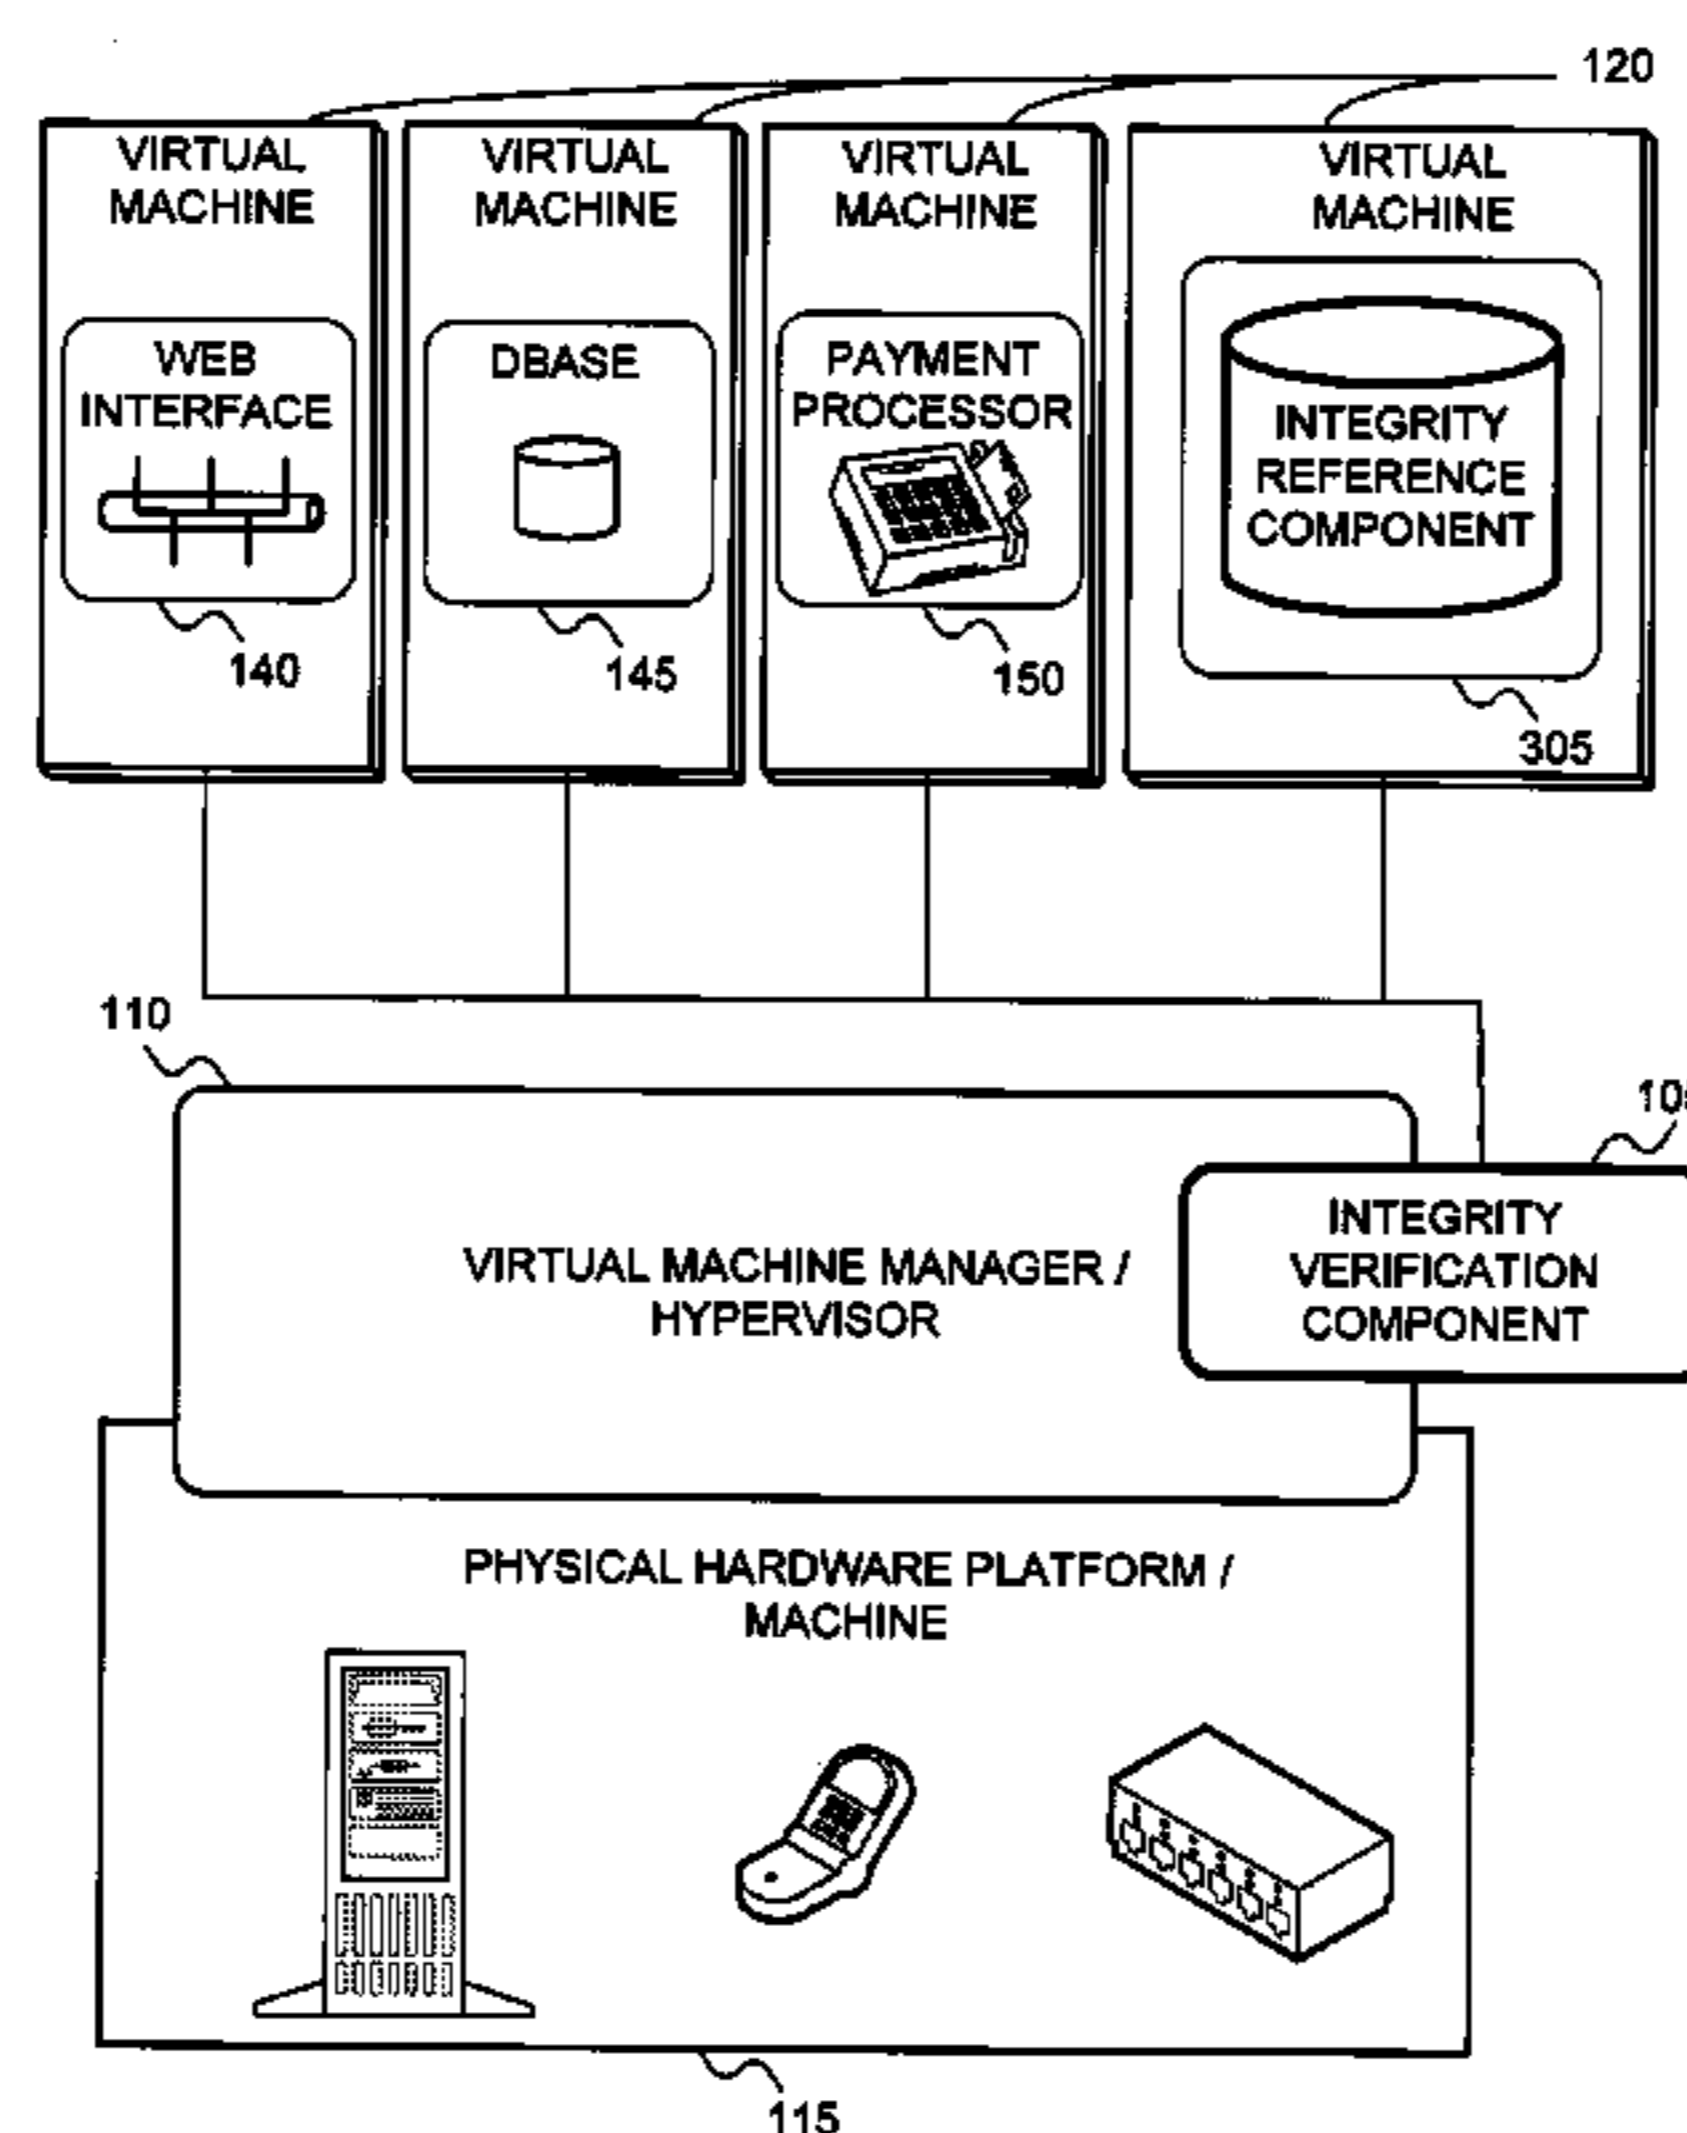 120
VIRTUAL
MACHINE
VIRTUAL
MACHINE
VIRTUAL
MACHINE
VIRTUAL
MACHINE
WEB
INTERFACE
DBASE
PAYMENT
PROCESSOR
INTEGRITY
REFERENCE
COMPONENT
140
145
150
305
110
INTEGRITY
VERIFICATION
COMPONENT
VIRTUAL MACHINE MANAGER /
HYPERVISOR
PHYSICAL HARDWARE PLATFORM /
MACHINE
115